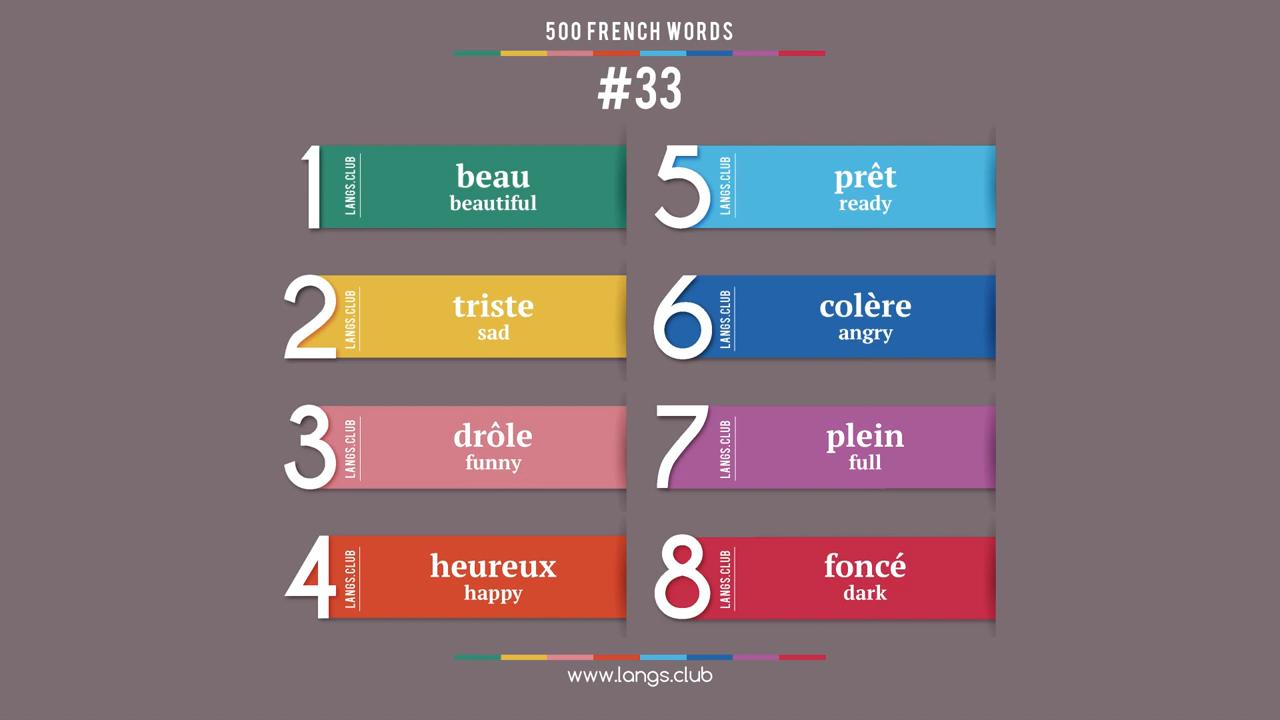 500 FRENCH WORDS
#33
1
LANGS.CLUB
beau
beautiful
2
LANGS.CLUB
triste
sad
3
LANGS.CLUB
drôle
funny
4
LANGS.CLUB
heureux
happy
5
LANGS.CLUB
prêt
ready
6
LANGS.CLUB
colère
angry
7
LANGS.CLUB
plein
full
8
LANGS.CLUB
foncé
dark
www.langs.club